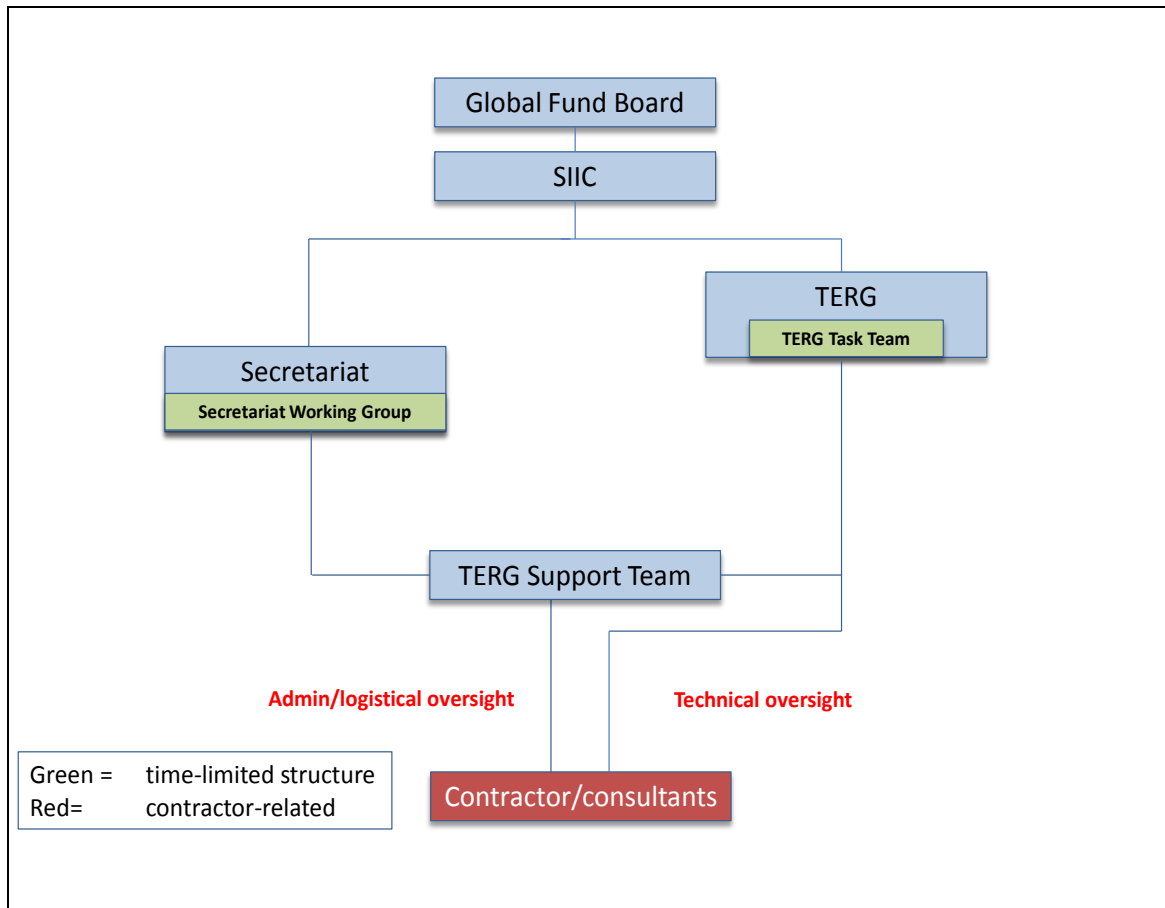 Global Fund Board
SIIC
TERG
TERG Task Team
Secretariat
Secretariat Working Group
TERG Support Team
Admin/logistical oversight
Technical oversight
Green = time-limited structure
Red= contractor-related
Contractor/consultants